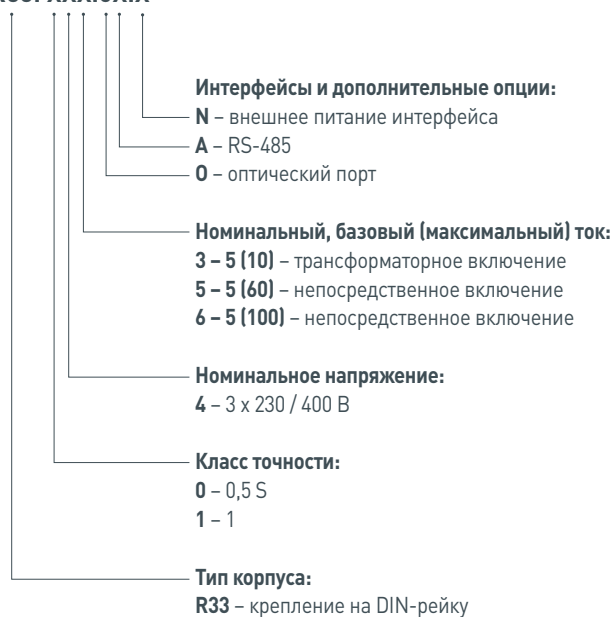 Интерфейсы и дополнительные опции:
N – внешнее питание интерфейса
A – RS-485
O – оптический порт
Номинальный, базовый (максимальный) ток:
3 – 5 (10) – трансформаторное включение
5 – 5 (60) – непосредственное включение
6 – 5 (100) – непосредственное включение
Номинальное напряжение:
4 – 3 x 230 / 400 В
Класс точности:
0 – 0,5 S
1 – 1
Тип корпуса:
R33 – крепление на DIN-рейку